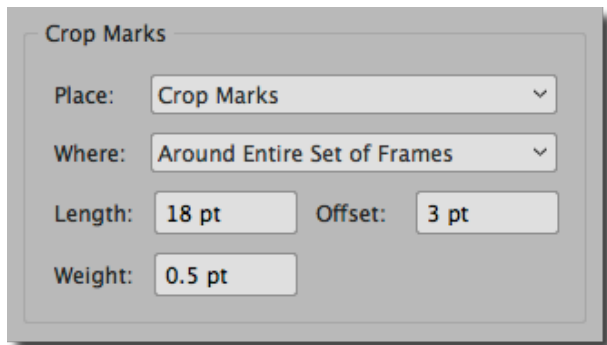 Crop Marks
Place: Crop Marks
Where: Around Entire Set of Frames
Length: 18 pt Offset: 3 pt
Weight: 0.5 pt